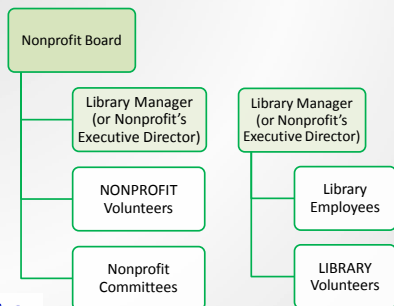 Nonprofit Board
Library Manager
(or Nonprofit's
Executive Director)
NONPROFIT
Volunteers
Nonprofit
Committees
Library Manager
(or Nonprofit's
Executive Director)
Library
Employees
LIBRARY
Volunteers